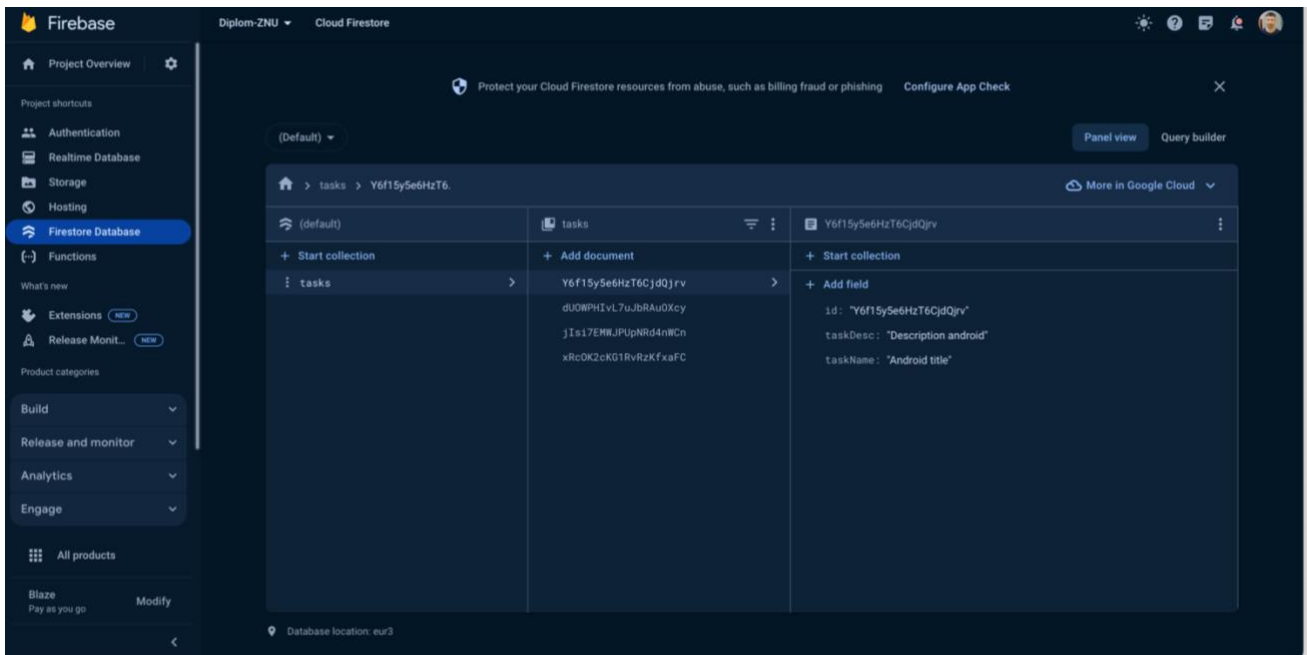 Firebase
Diplom-ZNU Cloud Firestore
Project Overview
Protect your Cloud Firestore resources from abuse, such as billing fraud or phishing Configure App Check
Project shortcuts
Authentication
Realtime Database
Storage
Hosting
Firestore Database
Functions
What's new
Extensions NEW
Release Monit... NEW
Product categories
Build
Release and monitor
Analytics
Engage
All products
Blaze
Pay as you go
Modify
(Default)
Panel view Query builder
tasks > Y6f15y5e6HzT6.
More in Google Cloud
(default)
+ Start collection
tasks
tasks
+ Add document
Y6f15y5e6HzT6CjdQjrv
dUOWPHIvL7uJbRAu0Xcy
jIsi7EMWJPUpNRd4nWCn
xRcOK2cKG1RvRzKfxaFC
Y6f15y5e6HzT6CjdQjrv
+ Start collection
+ Add field
id: "Y6f15y5e6HzT6CjdQjrv"
taskDesc: "Description android"
taskName: "Android title"
Database location: eur3